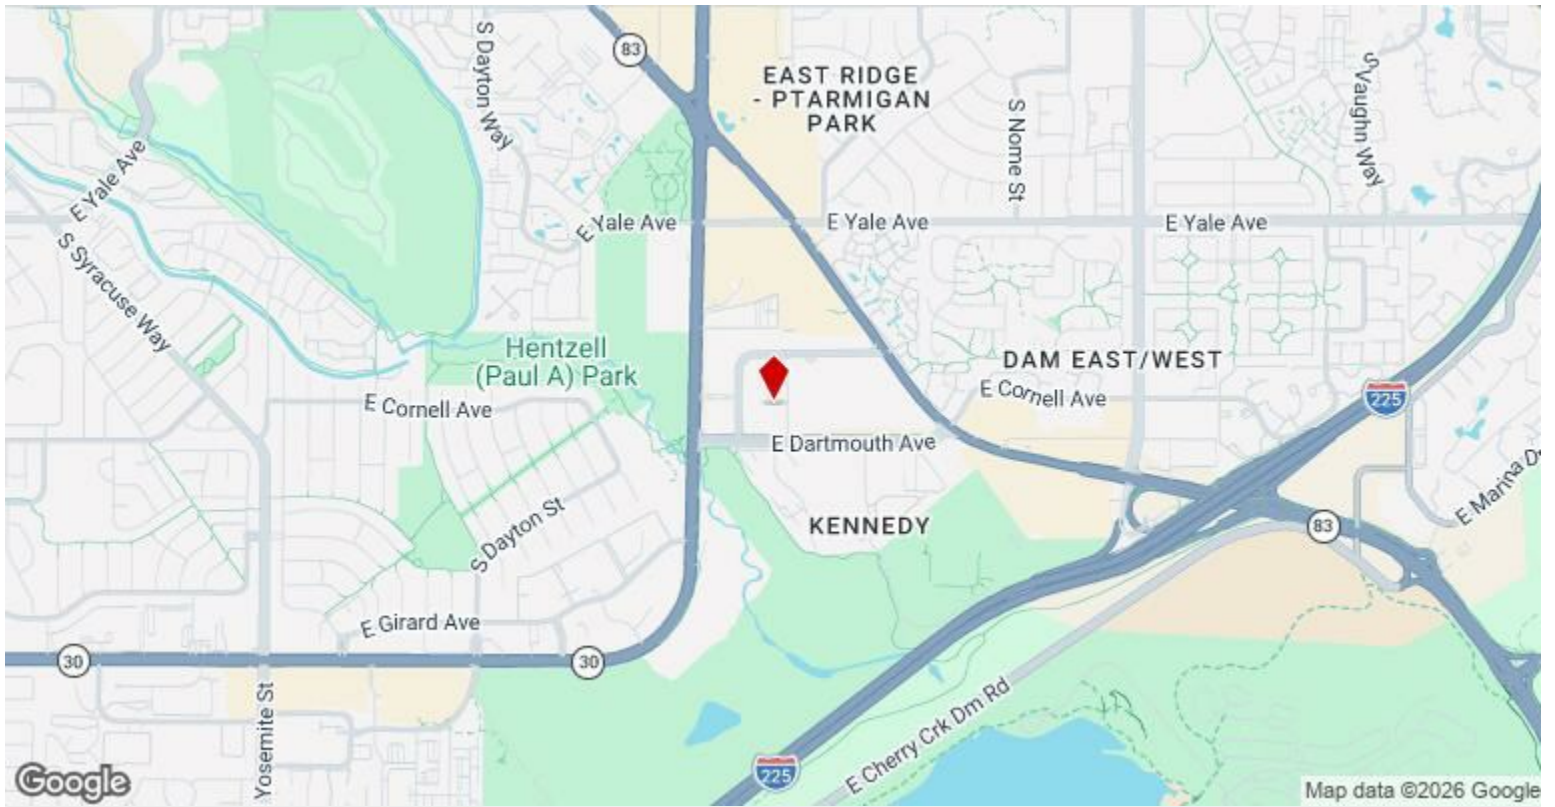 S Dayton Way
83
EAST RIDGE
- PTARMIGAN
PARK
S Nome St
S Vaughn Way
E Yale Ave
E Yale Ave
E Yale Ave
E Yale Ave
S Syracuse Way
Hentzell
(Paul A) Park
DAM EAST/WEST
E Cornell Ave
E Cornell Ave
225
E Dartmouth Ave
E Marina Dr
S Dayton St
KENNEDY
83
E Girard Ave
30
30
Yosemite St
E Cherry Crk Dm Rd
225
Google
Map data ©2026 Google